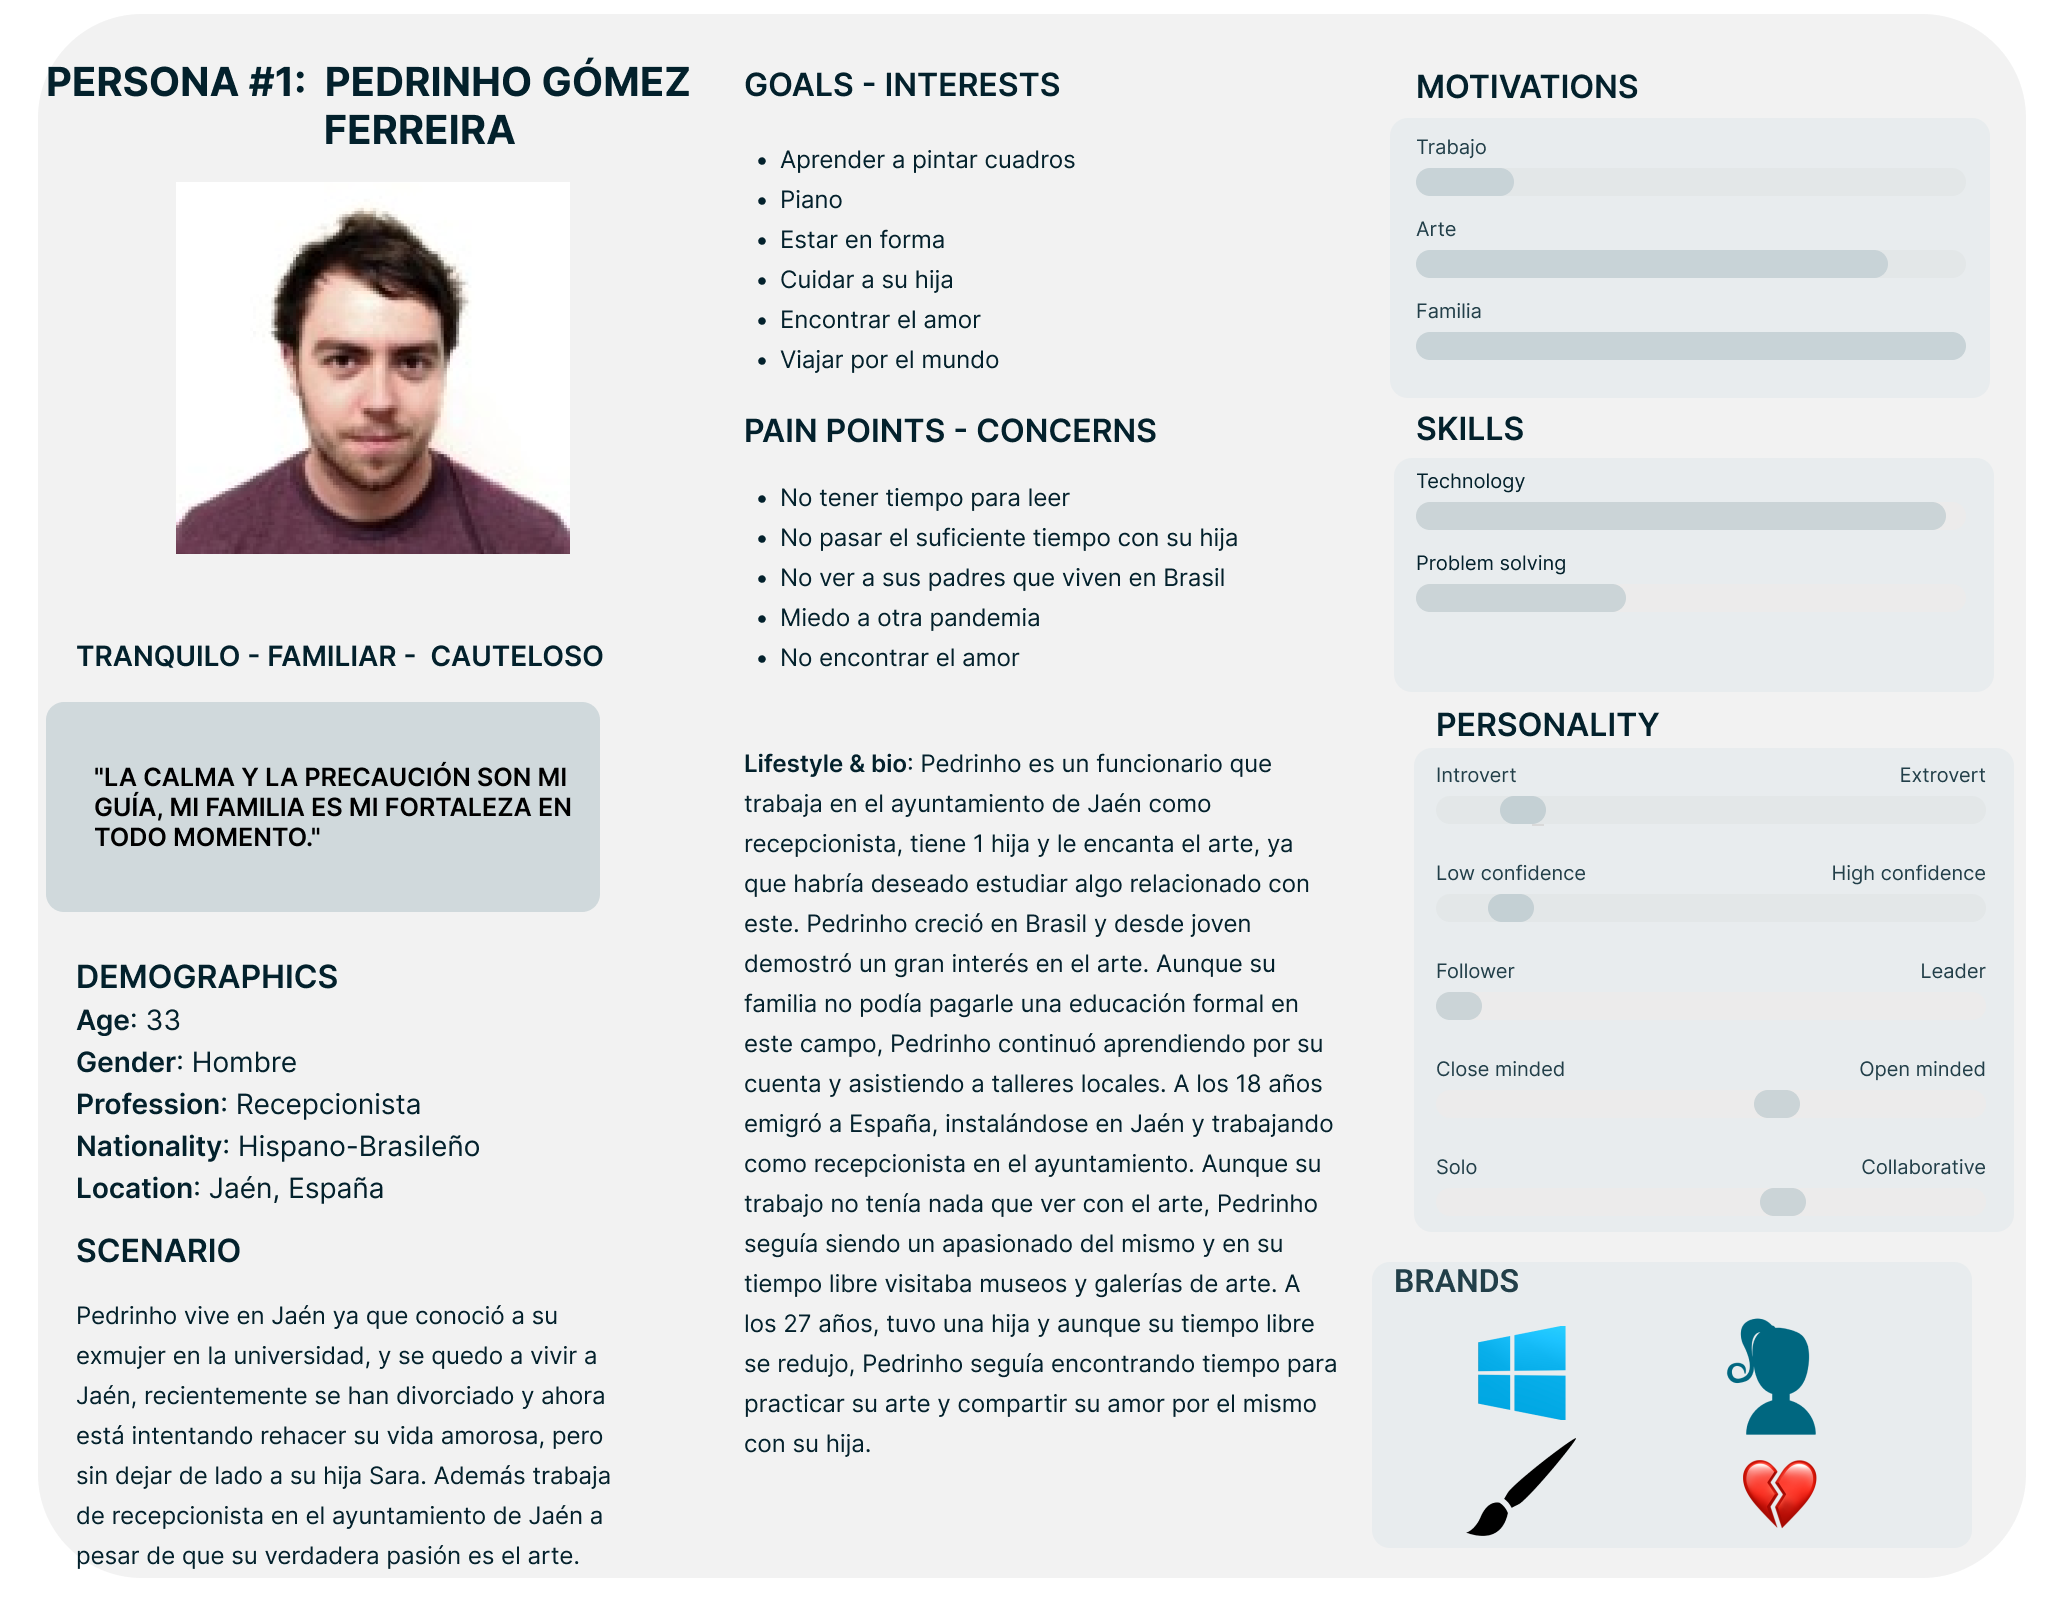 PERSONA #1: PEDRINHO GÓMEZ
FERREIRA
TRANQUILO - FAMILIAR - CAUTELOSO
"LA CALMA Y LA PRECAUCIÓN SON MI
GUÍA, MI FAMILIA ES MI FORTALEZA EN
TODO MOMENTO."
DEMOGRAPHICS
Age: 33
Gender: Hombre
Profession: Recepcionista
Nationality: Hispano-Brasileño
Location: Jaén, España
SCENARIO
Pedrinho vive en Jaén ya que conoció a su
exmujer en la universidad, y se quedo a vivir a
Jaén, recientemente se han divorciado y ahora
está intentando rehacer su vida amorosa, pero
sin dejar de lado a su hija Sara. Además trabaja
de recepcionista en el ayuntamiento de Jaén a
pesar de que su verdadera pasión es el arte.
GOALS - INTERESTS
• Aprender a pintar cuadros
• Piano
• Estar en forma
• Cuidar a su hija
• Encontrar el amor
• Viajar por el mundo
PAIN POINTS - CONCERNS
• No tener tiempo para leer
• No pasar el suficiente tiempo con su hija
• No ver a sus padres que viven en Brasil
• Miedo a otra pandemia
• No encontrar el amor
Lifestyle & bio: Pedrinho es un funcionario que
trabaja en el ayuntamiento de Jaén como
recepcionista, tiene 1 hija y le encanta el arte, ya
que habría deseado estudiar algo relacionado con
este. Pedrinho creció en Brasil y desde joven
demostró un gran interés en el arte. Aunque su
familia no podía pagarle una educación formal en
este campo, Pedrinho continuó aprendiendo por su
cuenta y asistiendo a talleres locales. A los 18 años
emigró a España, instalándose en Jaén y trabajando
como recepcionista en el ayuntamiento. Aunque su
trabajo no tenía nada que ver con el arte, Pedrinho
seguía siendo un apasionado del mismo y en su
tiempo libre visitaba museos y galerías de arte. A
los 27 años, tuvo una hija y aunque su tiempo libre
se redujo, Pedrinho seguía encontrando tiempo para
practicar su arte y compartir su amor por el mismo
con su hija.
MOTIVATIONS
Trabajo
Arte
Familia
SKILLS
Technology
Problem solving
PERSONALITY
Introvert Extrovert
Low confidence High confidence
Follower Leader
Close minded Open minded
Solo Collaborative
BRANDS